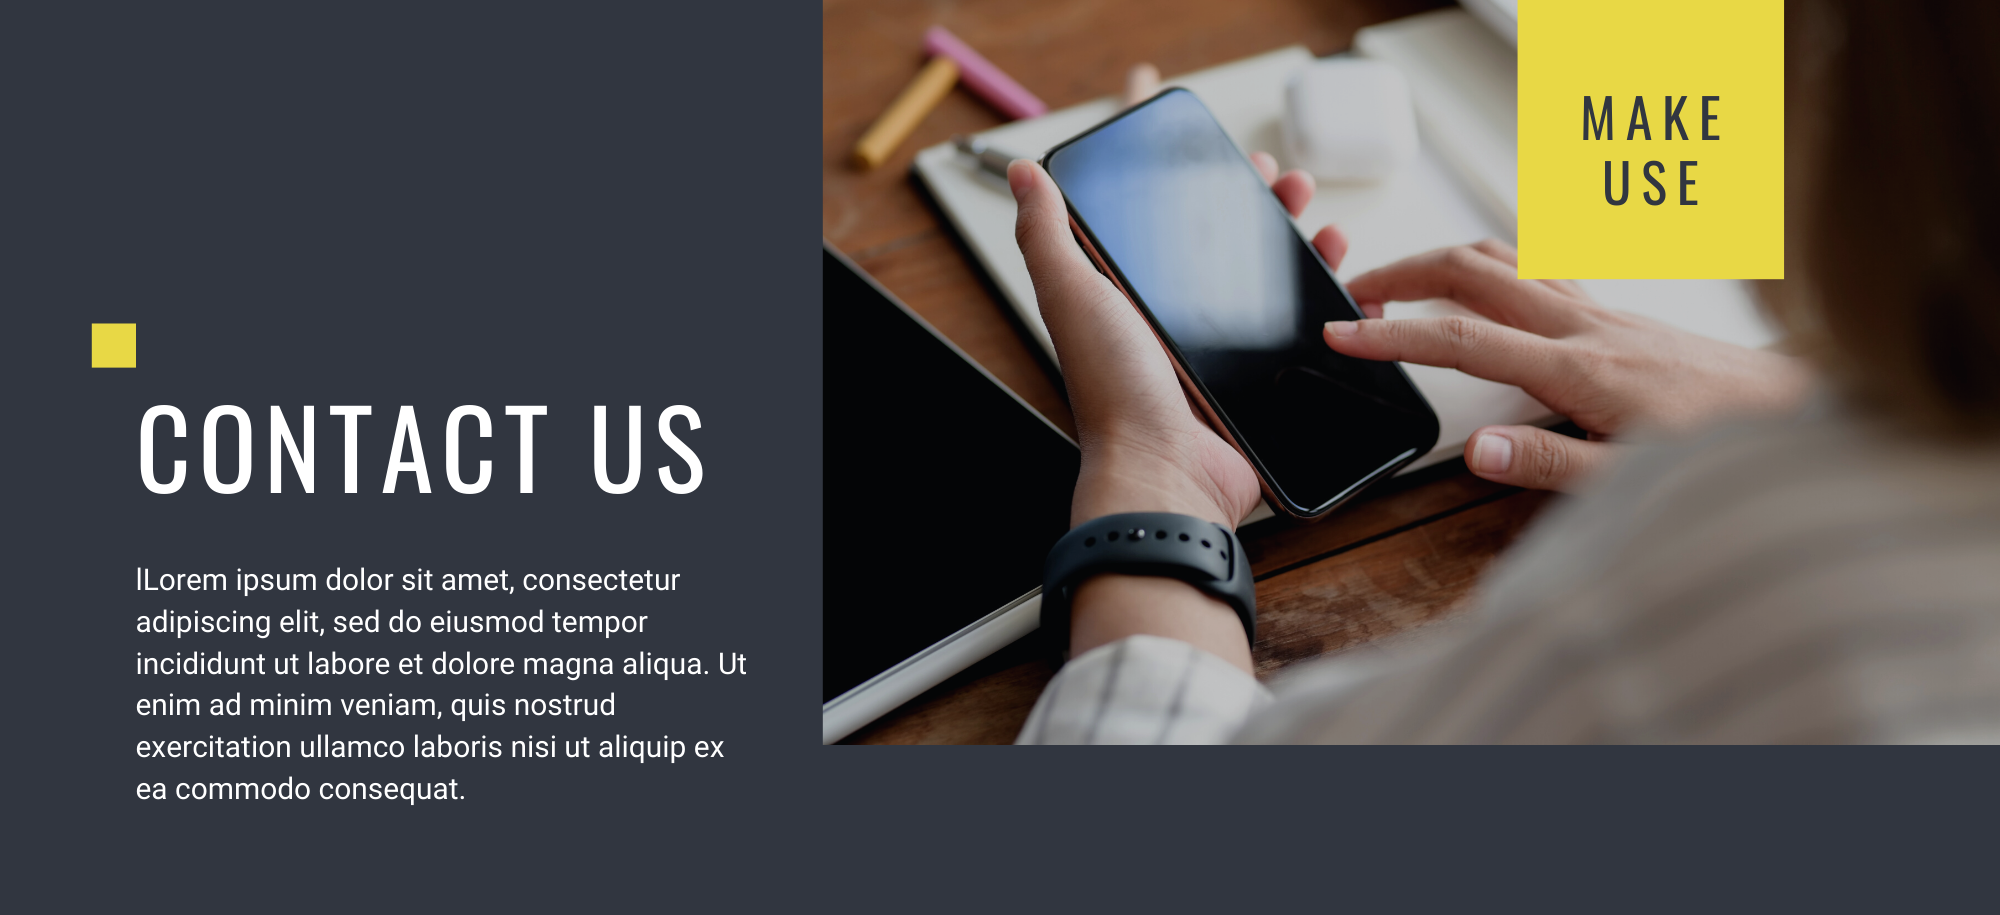 MAKE
USE
CONTACT US
lLorem ipsum dolor sit amet, consectetur
adipiscing elit, sed do eiusmod tempor
incididunt ut labore et dolore magna aliqua. Ut
enim ad minim veniam, quis nostrud
exercitation ullamco laboris nisi ut aliquip ex
ea commodo consequat.